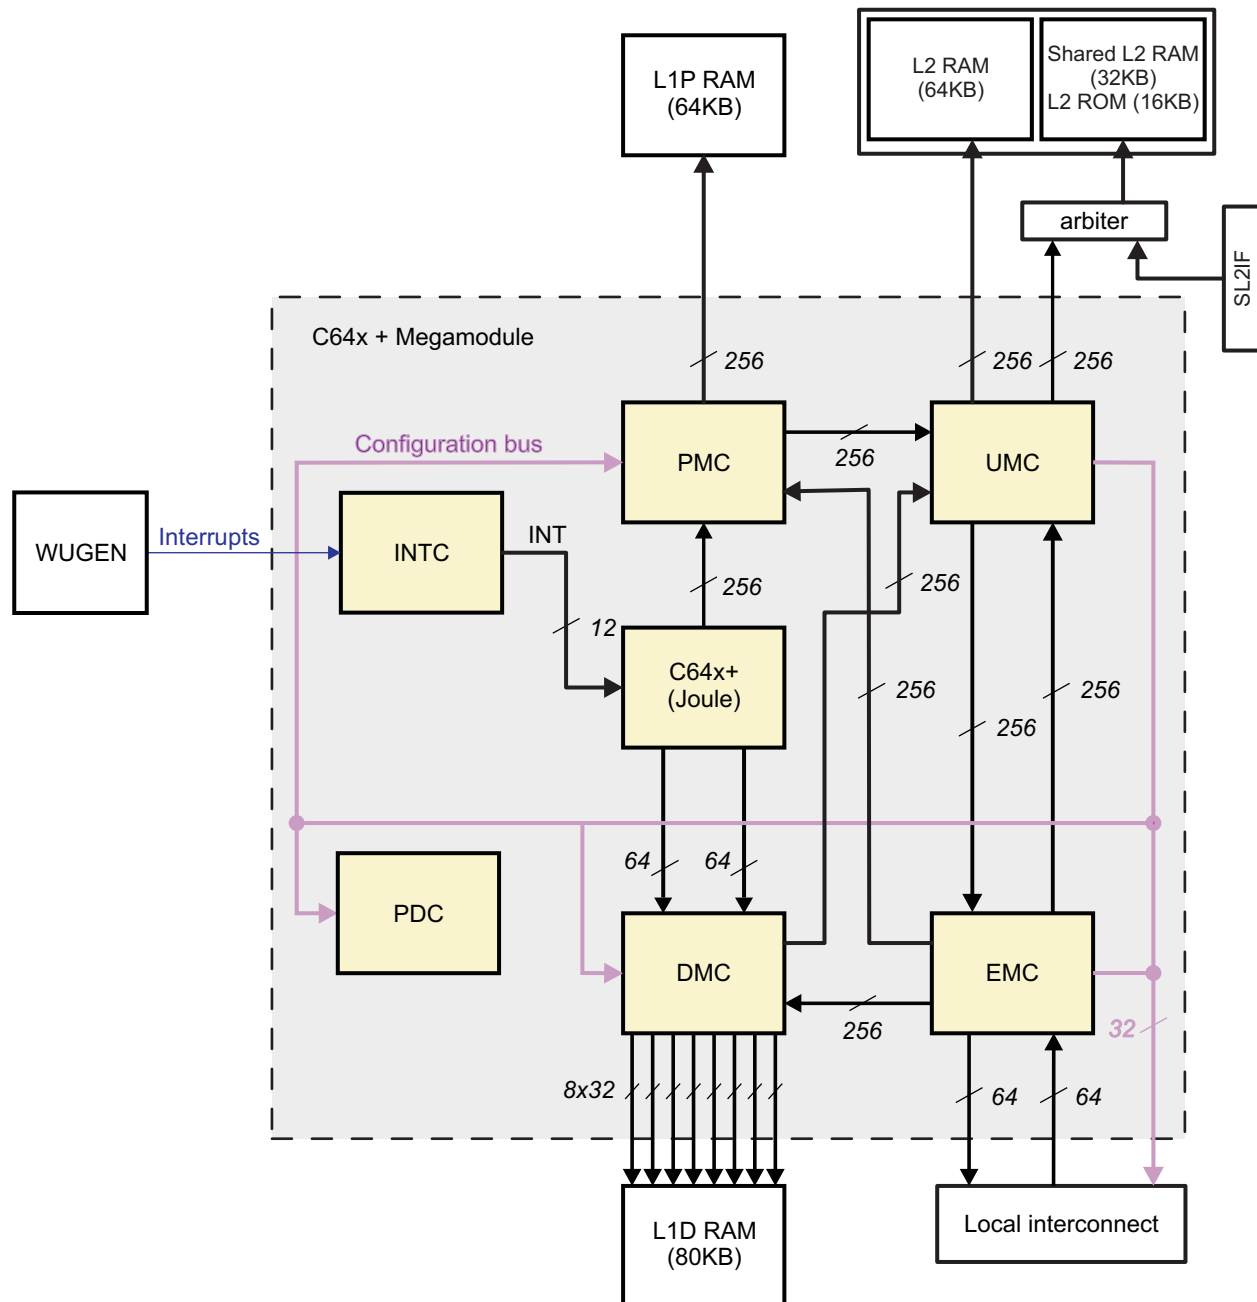 L1P RAM
(64KB)
L2 RAM
(64KB)
Shared L2 RAM
(32KB)
L2 ROM (16KB)
arbiter
SL2IF
C64x + Megamodule
256
256
256
Configuration bus
PMC
256
UMC
WUGEN
Interrupts
INTC
INT
256
256
12
C64x+
(Joule)
256
256
256
64
64
PDC
DMC
EMC
256
32
8x32
64
64
L1D RAM
(80KB)
Local interconnect